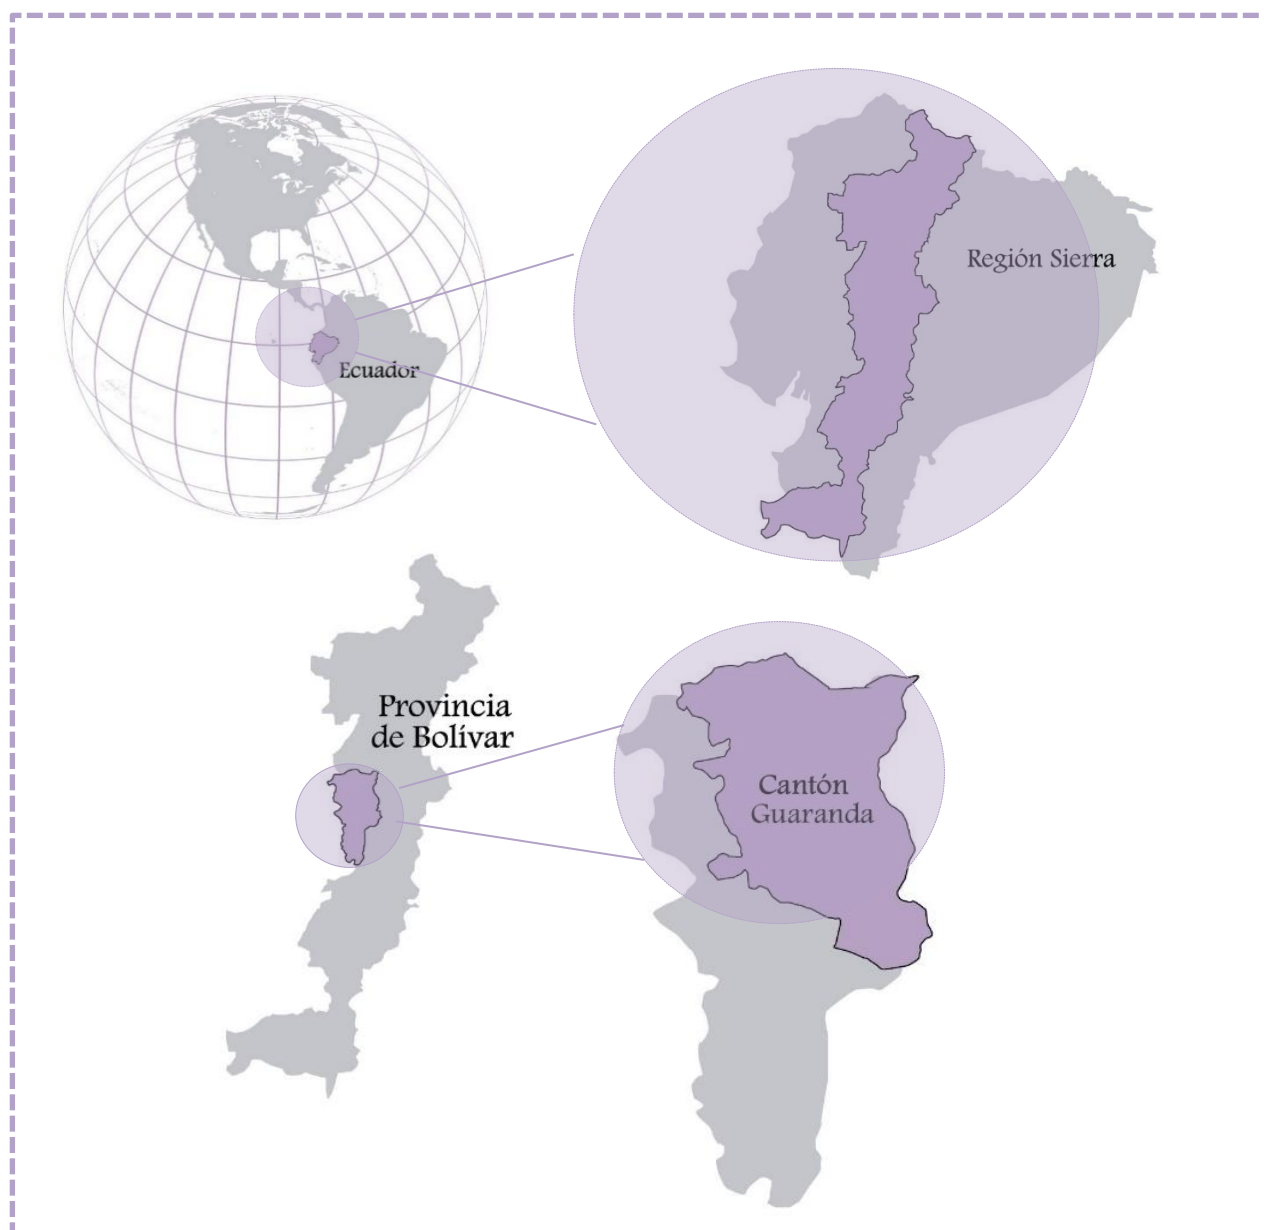 Ecuador
Región Sierra
Provincia
de Bolívar
Cantón
Guaranda